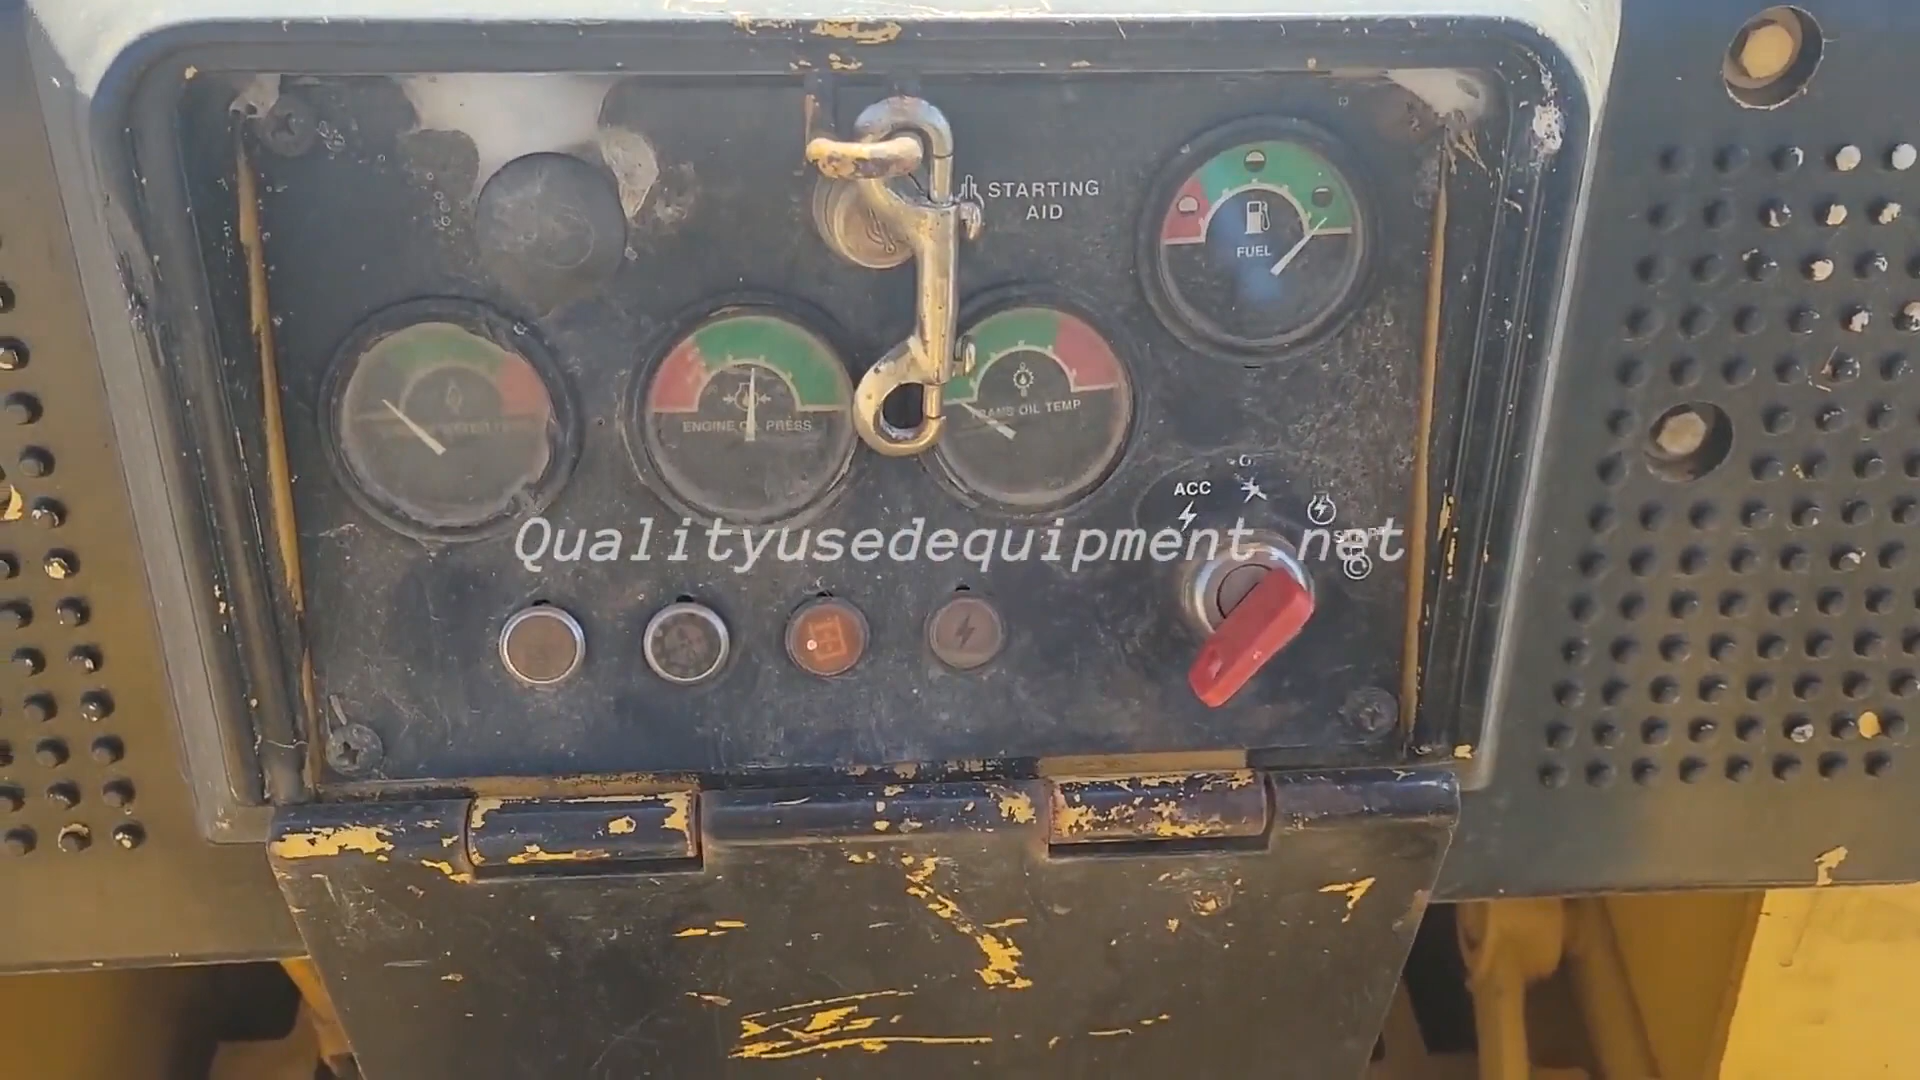 STARTING
AID
FUEL
ENGINE OIL PRESS
TRANS OIL TEMP
ACC
Qualityusedequipment.net